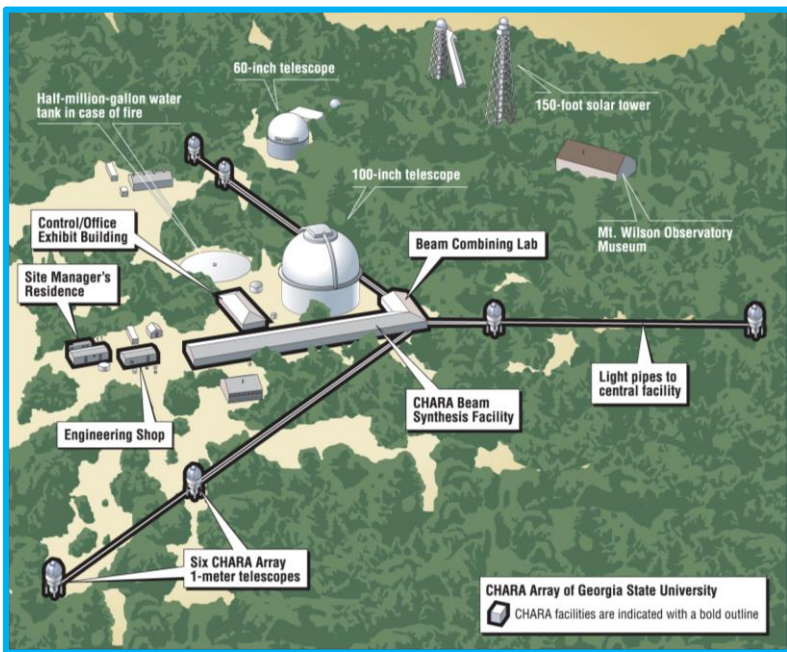 60-inch telescope
Half-million-gallon water
tank in case of fire
150-foot solar tower
100-inch telescope
Control/Office
Exhibit Building
Beam Combining Lab
Mt. Wilson Observatory
Museum
Site Manager's
Residence
Light pipes to
central facility
CHARA Beam
Synthesis Facility
Engineering Shop
Six CHARA Array
1-meter telescopes
CHARA Array of Georgia State University
CHARA facilities are indicated with a bold outline